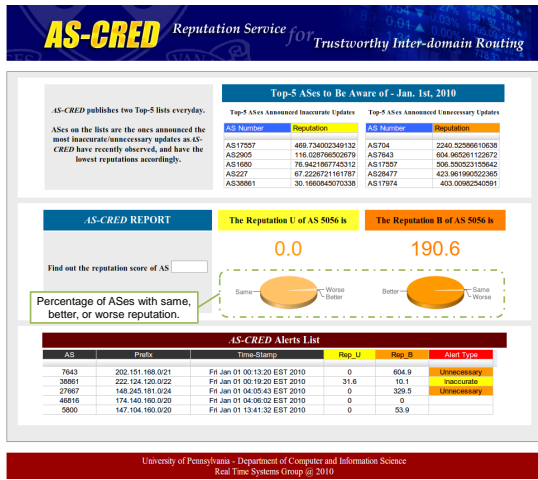 AS-CRED Reputation Service for Trustworthy Inter-domain Routing
AS-CRED publishes two Top-5 lists everyday.
ASes on the lists are the ones announced the
most inaccurate/unnecessary updates as AS-
CRED have recently observed, and have the
lowest reputations accordingly.
Top-5 ASes to Be Aware of - Jan. 1st, 2010
Top-5 ASes Announced Inaccurate Updates
AS Number Reputation
AS17557 469.734002349132
AS2905 116.028766502679
AS1680 76.9421867745312
AS227 67.2226721161787
AS38861 30.1660845070338
Top-5 ASes Announced Unnecessary Updates
AS Number Reputation
AS704 2240.52586610638
AS7643 604.965261122672
AS17557 506.550523155642
AS28477 423.961990522365
AS17974 403.00982540591
AS-CRED REPORT
Find out the reputation score of AS
The Reputation U of AS 5056 is
0.0
Same
Worse
Better
The Reputation B of AS 5056 is
190.6
Better
Same
Worse
Percentage of ASes with same,
better, or worse reputation.
AS-CRED Alerts List
AS Prefix Time-Stamp Rep_U Rep_B Alert Type
7643 202.151.168.0/21 Fri Jan 01 00:13:20 EST 2010 0 604.9 Unnecessary
38861 222.124.120.0/22 Fri Jan 01 00:19:20 EST 2010 31.6 10.1 Inaccurate
27667 148.245.181.0/24 Fri Jan 01 04:05:43 EST 2010 0 329.5 Unnecessary
46816 174.140.160.0/20 Fri Jan 01 04:06:02 EST 2010 0 0
5800 147.104.160.0/20 Fri Jan 01 13:41:32 EST 2010 0 53.9
University of Pennsylvania - Department of Computer and Information Science
Real Time Systems Group @ 2010